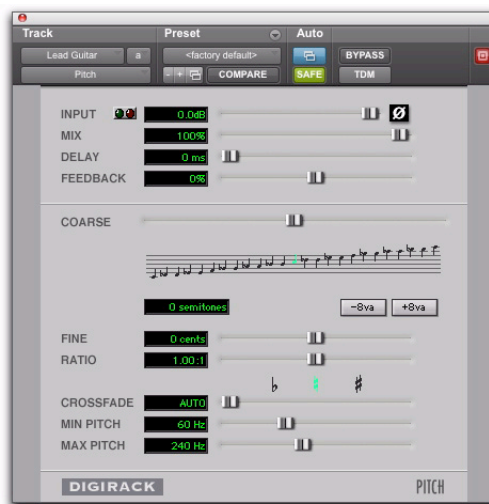 Track Preset Auto
Lead Guitar a <factory default> BYPASS
Pitch - + COMPARE SAFE TDM
INPUT 0.0dB Ø
MIX 100%
DELAY 0 ms
FEEDBACK 0%
COARSE
0 semitones -8va +8va
FINE 0 cents
RATIO 1.00:1
♭ ♮ ♯
CROSSFADE AUTO
MIN PITCH 60 Hz
MAX PITCH 240 Hz
DIGIRACK PITCH